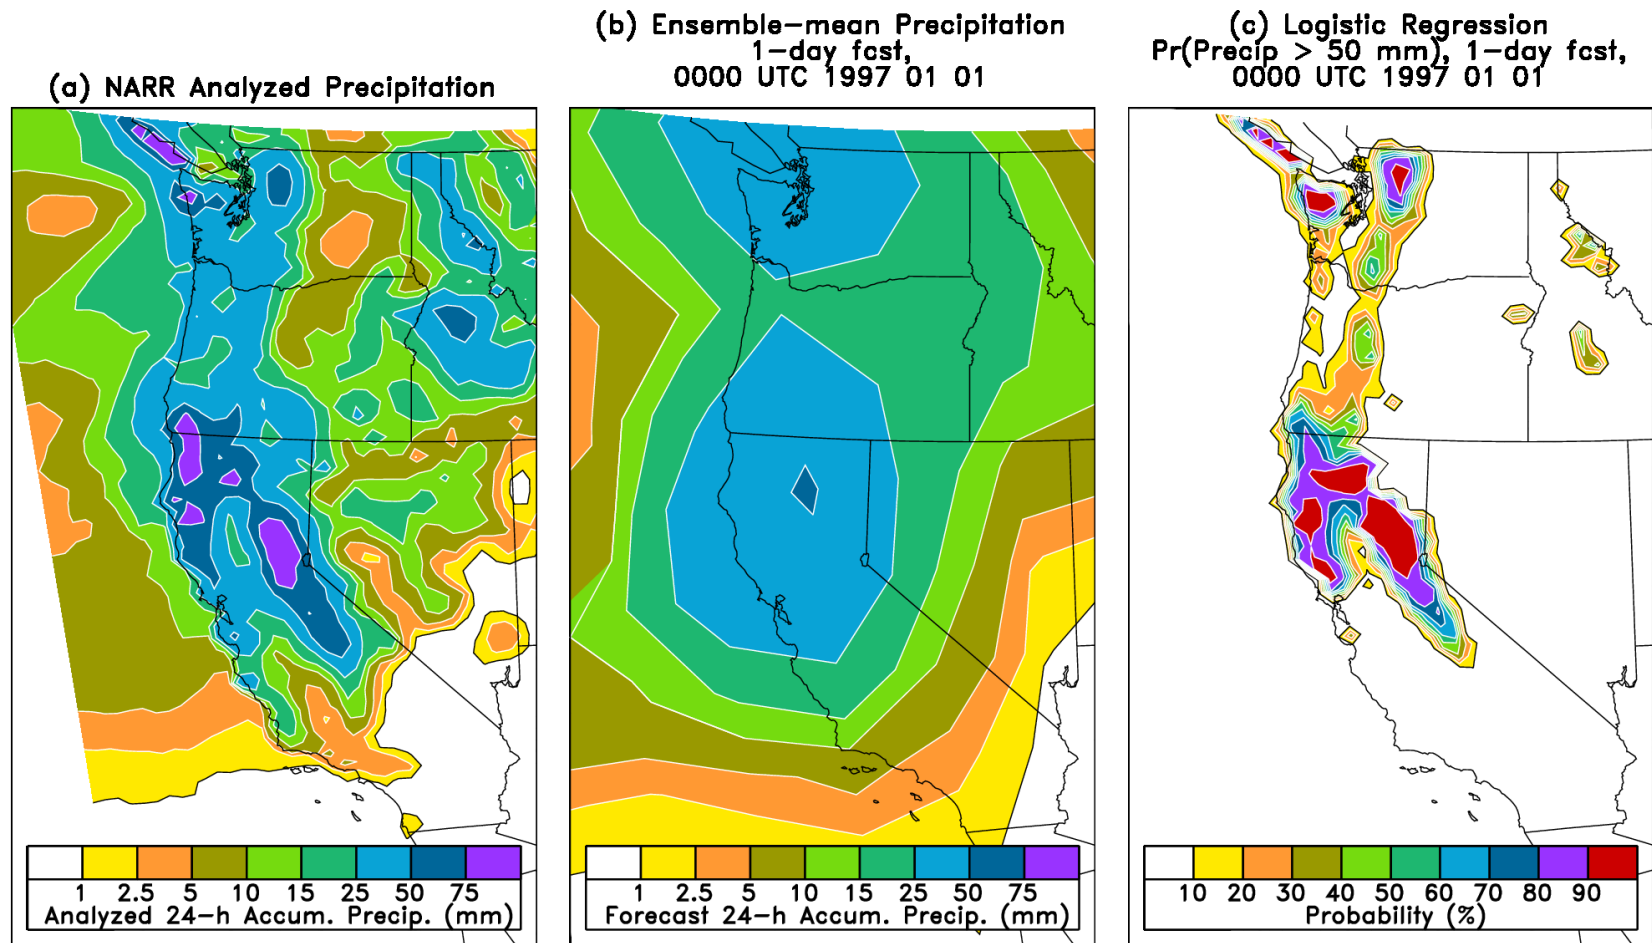 (a) NARR Analyzed Precipitation
(b) Ensemble-mean Precipitation
1-day fcst,
0000 UTC 1997 01 01
(c) Logistic Regression
Pr(Precip > 50 mm), 1-day fcst,
0000 UTC 1997 01 01
1 2.5 5 10 15 25 50 75
Analyzed 24-h Accum. Precip. (mm)
1 2.5 5 10 15 25 50 75
Forecast 24-h Accum. Precip. (mm)
10 20 30 40 50 60 70 80 90
Probability (%)